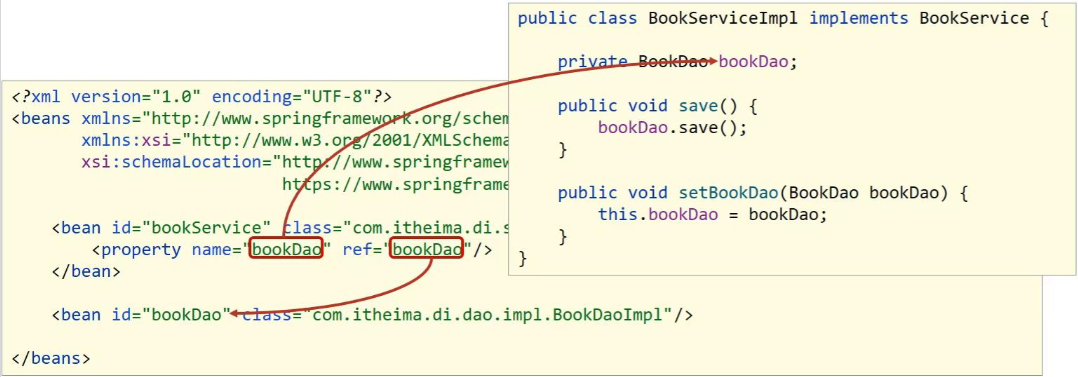 public class BookServiceImpl implements BookService {
private BookDao bookDao;
public void save() {
bookDao.save();
}
public void setBookDao(BookDao bookDao) {
this.bookDao = bookDao;
}
}
<?xml version="1.0" encoding="UTF-8"?>
<beans xmlns="http://www.springframework.org/schem
xmlns:xsi="http://www.w3.org/2001/XMLSchema
xsi:schemaLocation="http://www.springframew
https://www.springframe
<bean id="bookService" class="com.itheima.di.s
<property name="bookDao" ref="bookDao"/>
</bean>
<bean id="bookDao" class="com.itheima.di.dao.impl.BookDaoImpl"/>
</beans>